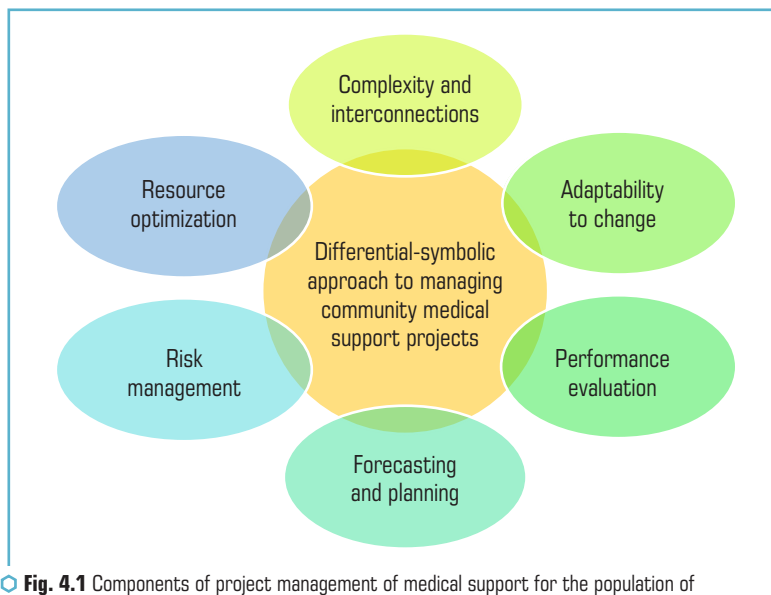 Complexity and
interconnections
Resource
optimization
Adaptability
to change
Differential-symbolic
approach to managing
community medical
support projects
Risk
management
Performance
evaluation
Forecasting
and planning
Fig. 4.1 Components of project management of medical support for the population of